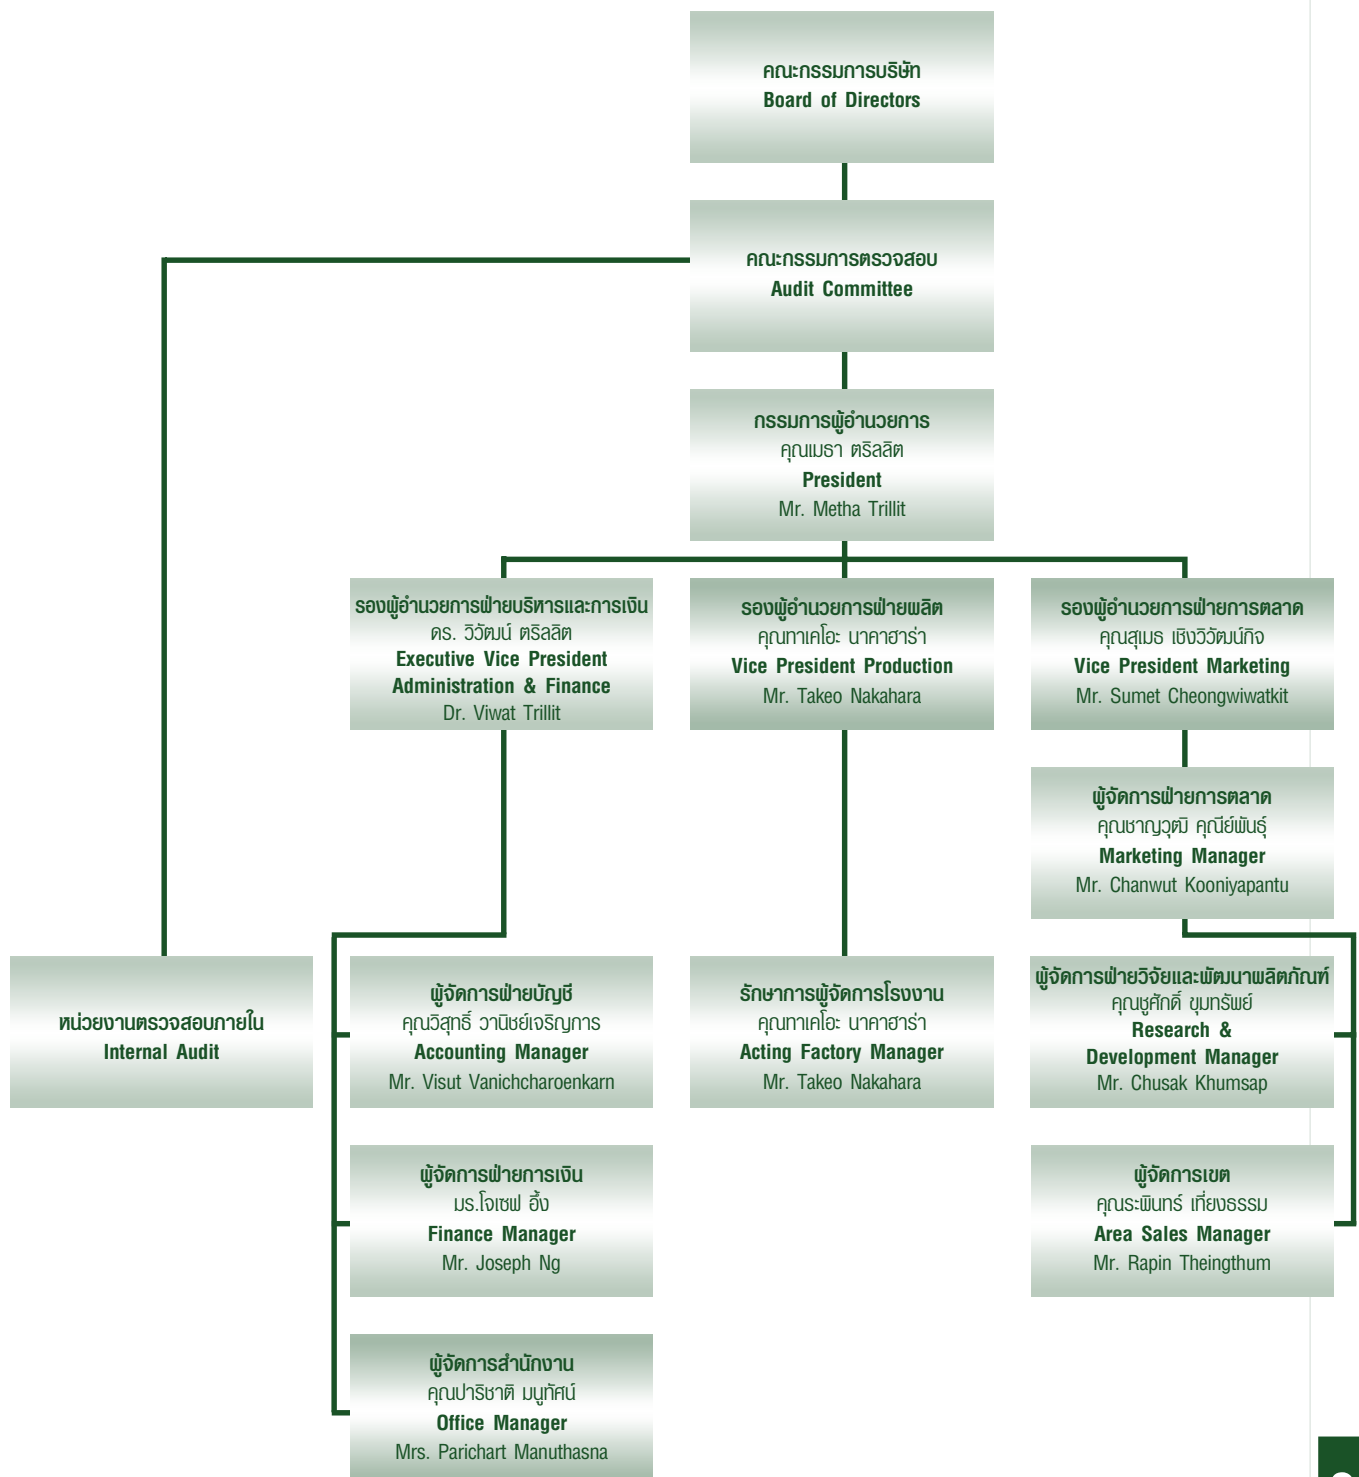 คณะกรรมการบริษัท
Board of Directors
คณะกรรมการตรวจสอบ
Audit Committee
กรรมการผู้อำนวยการ
คุณเมธา ตริลลิต
President
Mr. Metha Trillit
รองผู้อำนวยการฝ่ายบริหารและการเงิน
ดร. วิวัฒน์ ตริลลิต
Executive Vice President
Administration & Finance
Dr. Viwat Trillit
รองผู้อำนวยการฝ่ายผลิต
คุณทาเคโอะ นาคาฮาร่า
Vice President Production
Mr. Takeo Nakahara
รองผู้อำนวยการฝ่ายการตลาด
คุณสุเมธ เชิงวิวัฒน์กิจ
Vice President Marketing
Mr. Sumet Cheongwiwatkit
ผู้จัดการฝ่ายการตลาด
คุณชาญวุฒิ คุณีย์พันธุ์
Marketing Manager
Mr. Chanwut Kooniyapantu
หน่วยงานตรวจสอบภายใน
Internal Audit
ผู้จัดการฝ่ายบัญชี
คุณวิสุทธิ์ วานิชย์เจริญการ
Accounting Manager
Mr. Visut Vanichcharoenkarn
รักษาการผู้จัดการโรงงาน
คุณทาเคโอะ นาคาฮาร่า
Acting Factory Manager
Mr. Takeo Nakahara
ผู้จัดการฝ่ายวิจัยและพัฒนาผลิตภัณฑ์
คุณชูศักดิ์ ขุมทรัพย์
Research &
Development Manager
Mr. Chusak Khumsap
ผู้จัดการฝ่ายการเงิน
มร.โจเซฟ อึ้ง
Finance Manager
Mr. Joseph Ng
ผู้จัดการเขต
คุณระพินทร์ เที่ยงธรรม
Area Sales Manager
Mr. Rapin Theingthum
ผู้จัดการสำนักงาน
คุณปาริชาติ มนูทัศน์
Office Manager
Mrs. Parichart Manuthasna